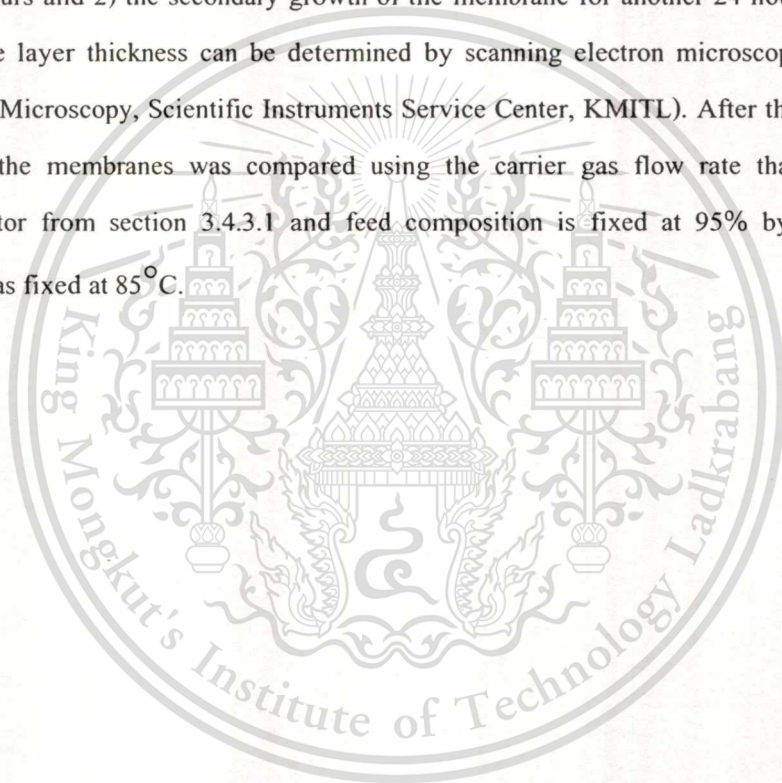 urs and 2) the secondary growth of the membrane for another 24 hou
e layer thickness can be determined by scanning electron microscop
Microscopy, Scientific Instruments Service Center, KMITL). After th
the membranes was compared using the carrier gas flow rate tha
tor from section 3.4.3.1 and feed composition is fixed at 95% by
as fixed at 85°C.
King Mongkut's Institute of Technology Ladkrabang